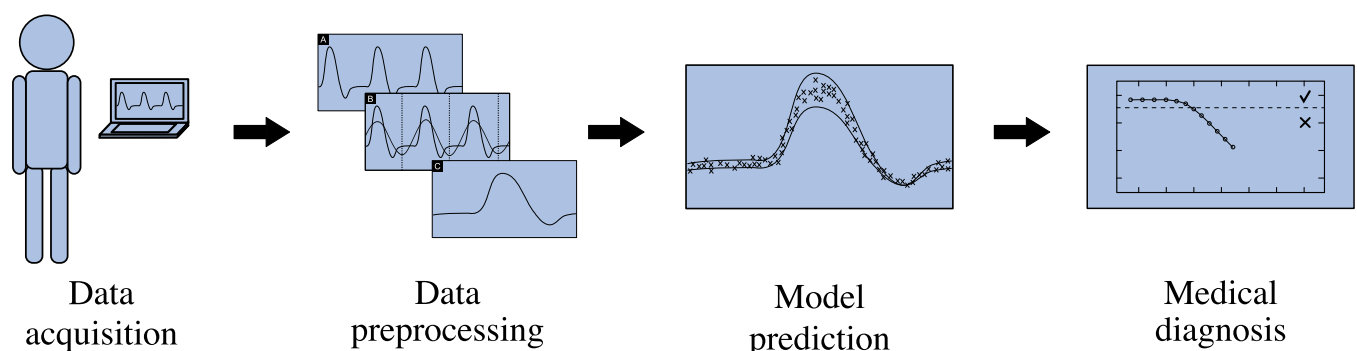 A
B
C
Data
acquisition
Data
preprocessing
Model
prediction
Medical
diagnosis